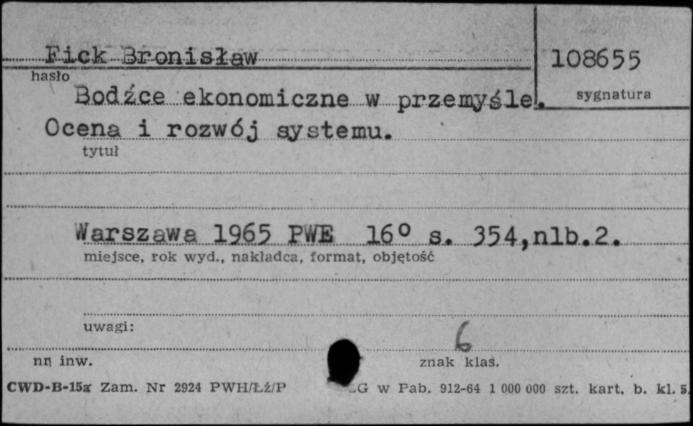 Fick Bronisław
108655
hasło
sygnatura
Bodźce ekonomiczne w przemyśle.
Ocena i rozwój systemu.
tytuł
Warszawa 1965 PWE 16° s. 354,nlb.2.
miejsce, rok wyd., nakładca, format, objętość
uwagi:
6
nr inw.
znak klas.
CWD-B-15a Zam. Nr 2924 PWH/Łź/P G w Pab. 912-64 1 000 000 szt. kart. b. kl. 5.